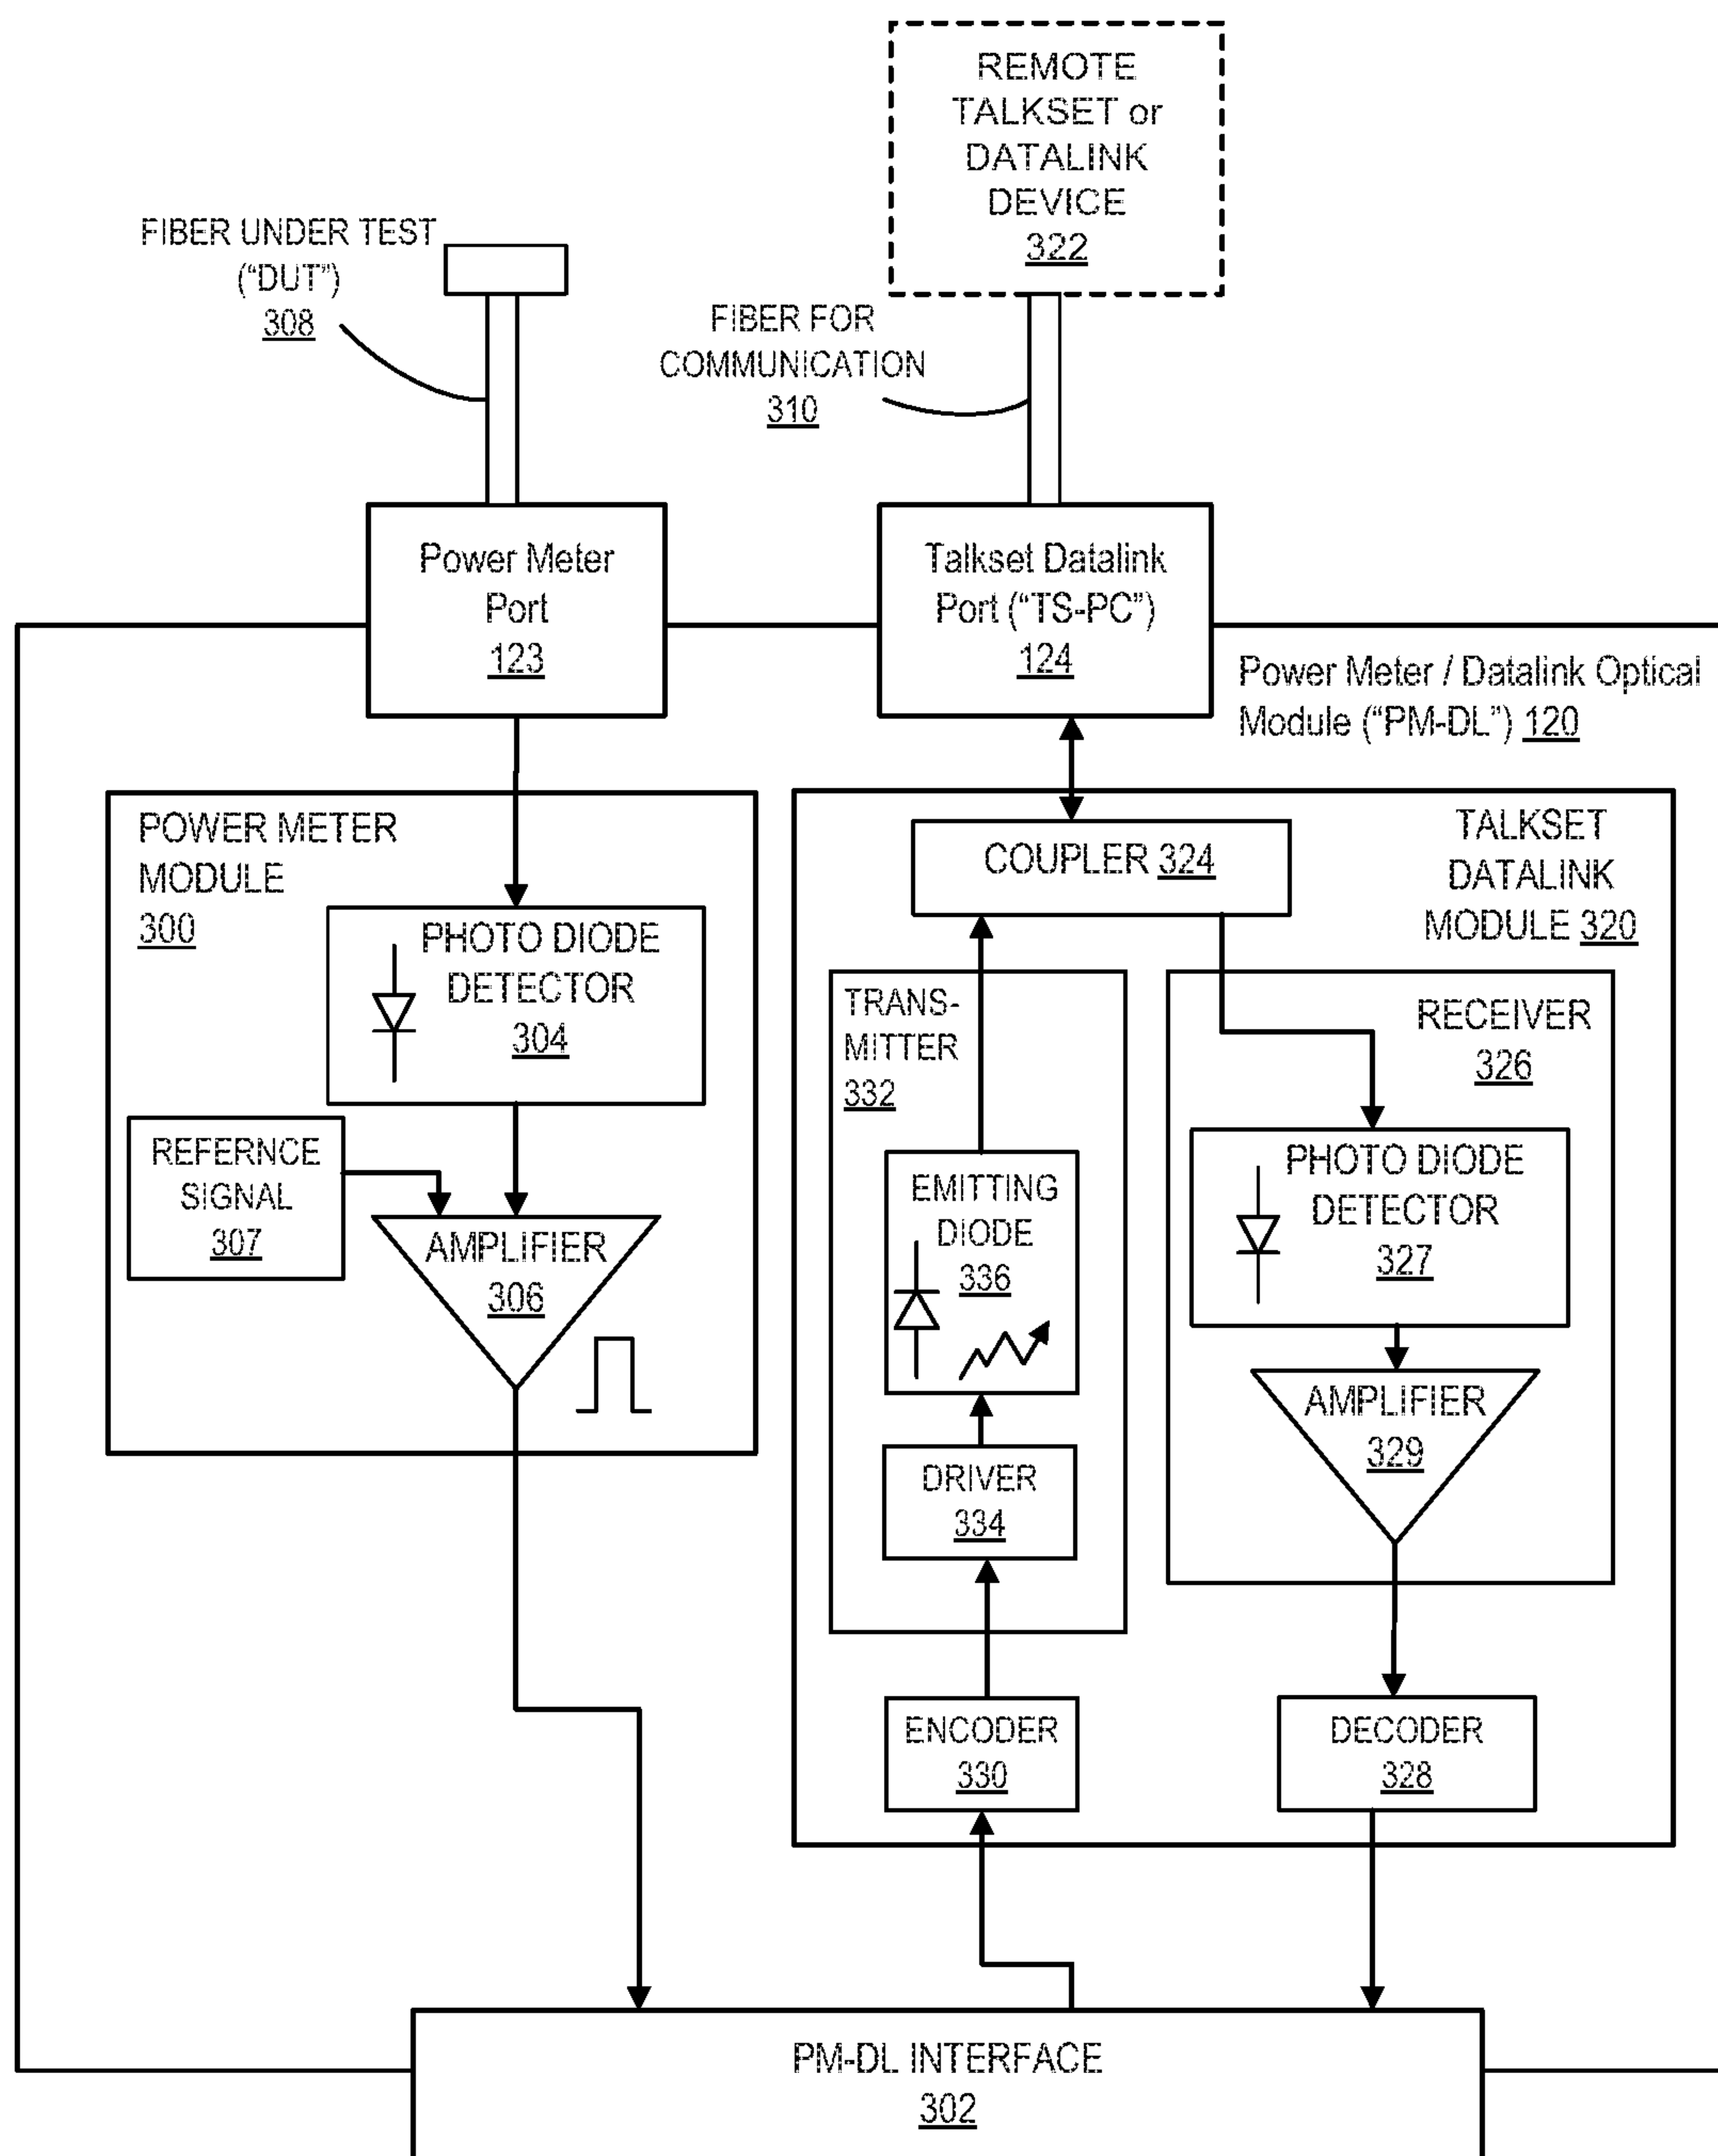 REMOTE
TALKSET or
DATALINK
DEVICE
322
FIBER UNDER TEST
(“DUT”)
308
FIBER FOR
COMMUNICATION
310
Power Meter
Port
123
Talkset Datalink
Port (“TS-PC”)
124
Power Meter / Datalink Optical
Module (“PM-DL”) 120
POWER METER
MODULE
300
PHOTO DIODE
DETECTOR
304
REFERNCE
SIGNAL
307
AMPLIFIER
306
COUPLER 324
TALKSET
DATALINK
MODULE 320
TRANS-
MITTER
332
EMITTING
DIODE
336
DRIVER
334
ENCODER
330
RECEIVER
326
PHOTO DIODE
DETECTOR
327
AMPLIFIER
329
DECODER
328
PM-DL INTERFACE
302